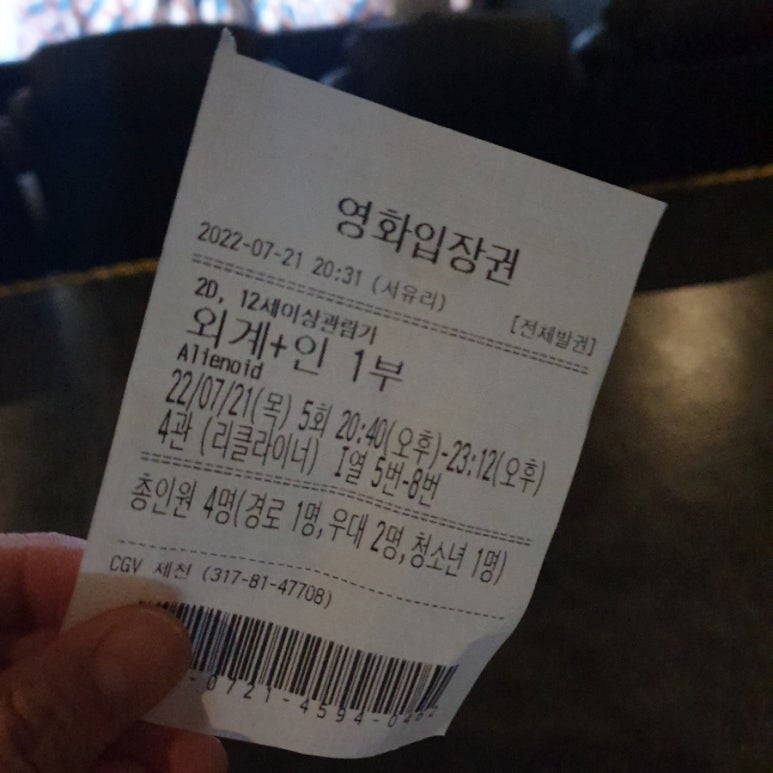 영화입장권
2022-07-21 20:31 (서유리)
[전체발권]
2D, 12세이상관람가
외계+인 1부
Alienoid
22/07/21(목) 5회 20:40(오후)-23:12(오후)
4관 (리클라이너) I열 5번-8번
총인원 4명(경로 1명,우대 2명,청소년 1명)
CGV 제천 (317-81-47708)
-0721-4594-0482